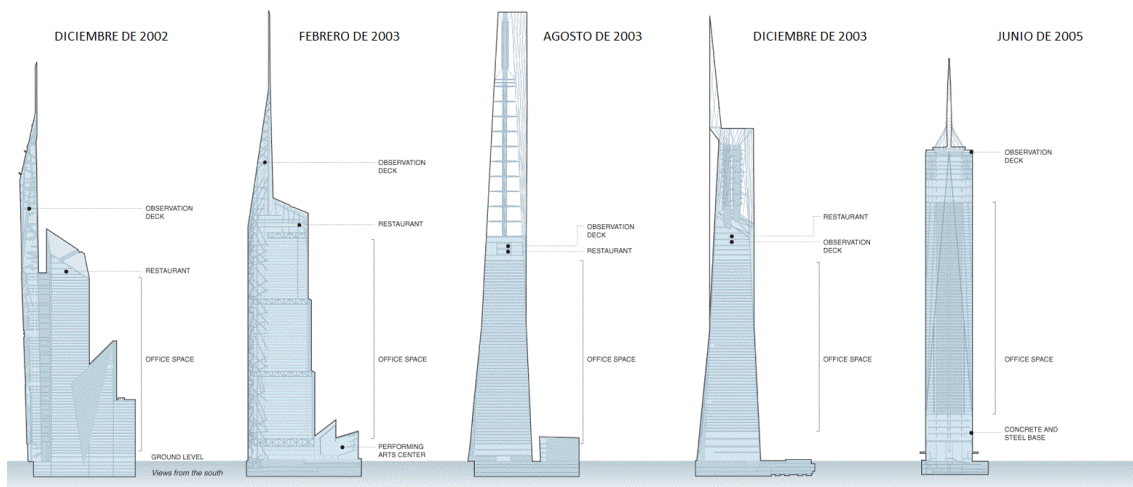 DICIEMBRE DE 2002
FEBRERO DE 2003
AGOSTO DE 2003
DICIEMBRE DE 2003
JUNIO DE 2005
OBSERVATION
DECK
RESTAURANT
OFFICE SPACE
GROUND LEVEL
Views from the south
OBSERVATION
DECK
RESTAURANT
OFFICE SPACE
PERFORMING
ARTS CENTER
OBSERVATION
DECK
RESTAURANT
OFFICE SPACE
RESTAURANT
OBSERVATION
DECK
OFFICE SPACE
OBSERVATION
DECK
OFFICE SPACE
CONCRETE AND
STEEL BASE